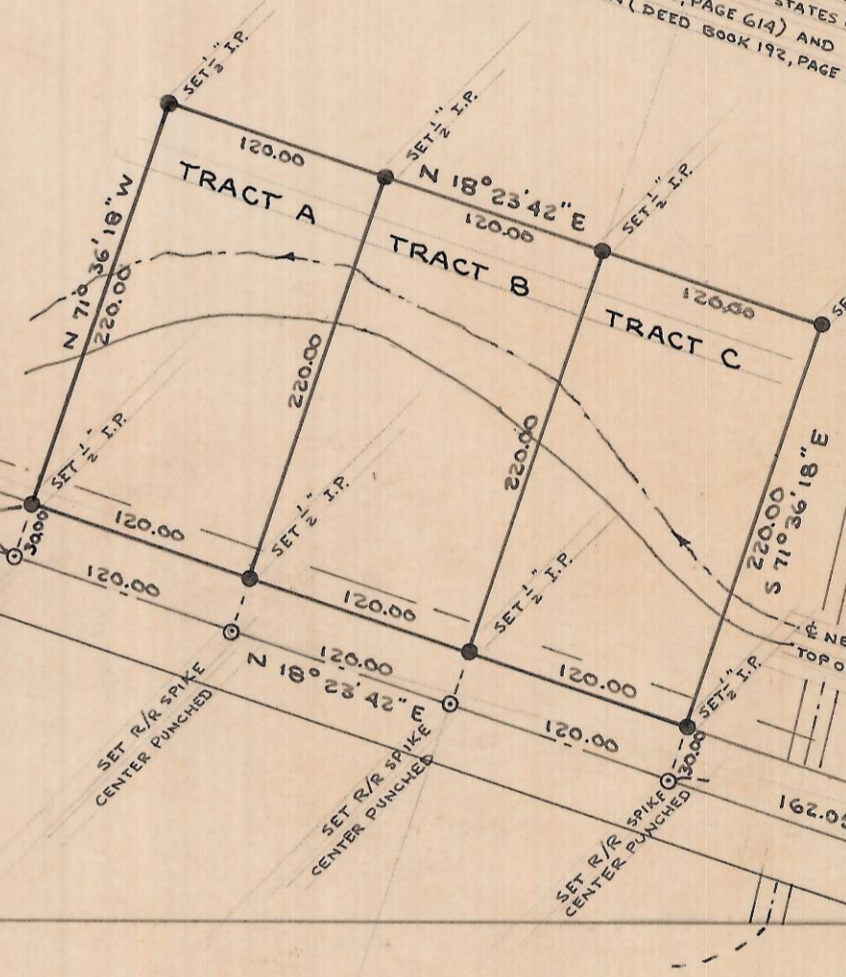 STATES
, PAGE 614) AND
(DEED BOOK 192, PAGE
SET 1/2" I.P.
SET 1/2" I.P.
SET 1/2" I.P.
120.00
N 18° 23' 42" E
120.00
120.00
TRACT A
TRACT B
TRACT C
N 71° 36' 18" W
220.00
220.00
220.00
220.00
S 71° 36' 18" E
SET 1/2" I.P.
SET 1/2" I.P.
SET 1/2" I.P.
SET 1/2" I.P.
℄ NE
TOP O
30.00
120.00
120.00
120.00
120.00
120.00
120.00
N 18° 23' 42" E
30.00
162.05
SET R/R SPIKE
CENTER PUNCHED
SET R/R SPIKE
CENTER PUNCHED
SET R/R SPIKE
CENTER PUNCHED